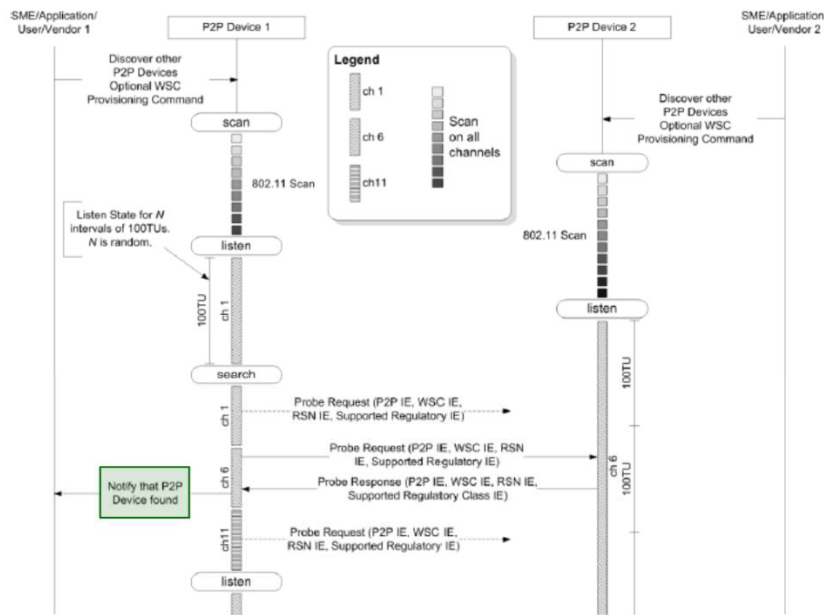 SME/Application/
User/Vendor 1
P2P Device 1
P2P Device 2
SME/Application
User/Vendor 2
Discover other
P2P Devices
Optional WSC
Provisioning Command
Legend
ch 1
ch 6
ch11
Scan
on all
channels
Discover other
P2P Devices
Optional WSC
Provisioning Command
scan
scan
802.11 Scan
802.11 Scan
Listen State for N
intervals of 100TUs.
N is random.
listen
listen
100TU
ch 1
search
100TU
ch 1
Probe Request (P2P IE, WSC IE,
RSN IE, Supported Regulatory IE)
Probe Request (P2P IE, WSC IE, RSN
IE, Supported Regulatory IE)
ch 6
ch 6
100TU
Notify that P2P
Device found
Probe Response (P2P IE, WSC IE, RSN IE,
Supported Regulatory Class IE)
ch11
Probe Request (P2P IE, WSC IE,
RSN IE, Supported Regulatory IE)
listen